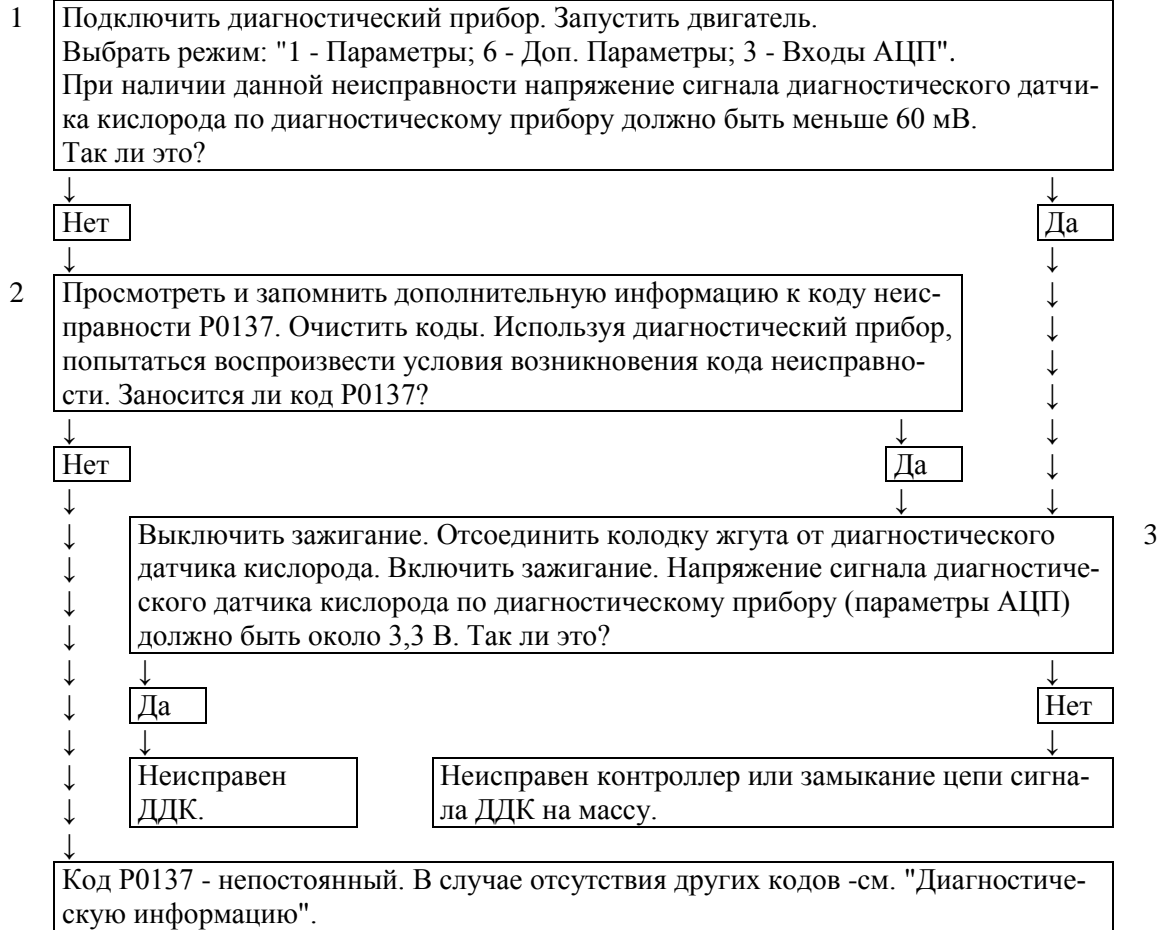 1 Подключить диагностический прибор. Запустить двигатель.
Выбрать режим: "1 - Параметры; 6 - Доп. Параметры; 3 - Входы АЦП".
При наличии данной неисправности напряжение сигнала диагностического датчи-
ка кислорода по диагностическому прибору должно быть меньше 60 мВ.
Так ли это?
↓ ↓
Нет Да
↓ ↓
2 Просмотреть и запомнить дополнительную информацию к коду неис- ↓
правности Р0137. Очистить коды. Используя диагностический прибор, ↓
попытаться воспроизвести условия возникновения кода неисправно- ↓
сти. Заносится ли код Р0137? ↓
↓ ↓ ↓
Нет Да ↓
↓ ↓ ↓
↓ Выключить зажигание. Отсоединить колодку жгута от диагностического 3
↓ датчика кислорода. Включить зажигание. Напряжение сигнала диагностиче-
↓ ского датчика кислорода по диагностическому прибору (параметры АЦП)
↓ должно быть около 3,3 В. Так ли это?
↓ ↓ ↓
↓ Да Нет
↓ ↓ ↓
↓ Неисправен Неисправен контроллер или замыкание цепи сигна-
↓ ДДК. ла ДДК на массу.
↓
Код Р0137 - непостоянный. В случае отсутствия других кодов -см. "Диагностиче-
скую информацию".